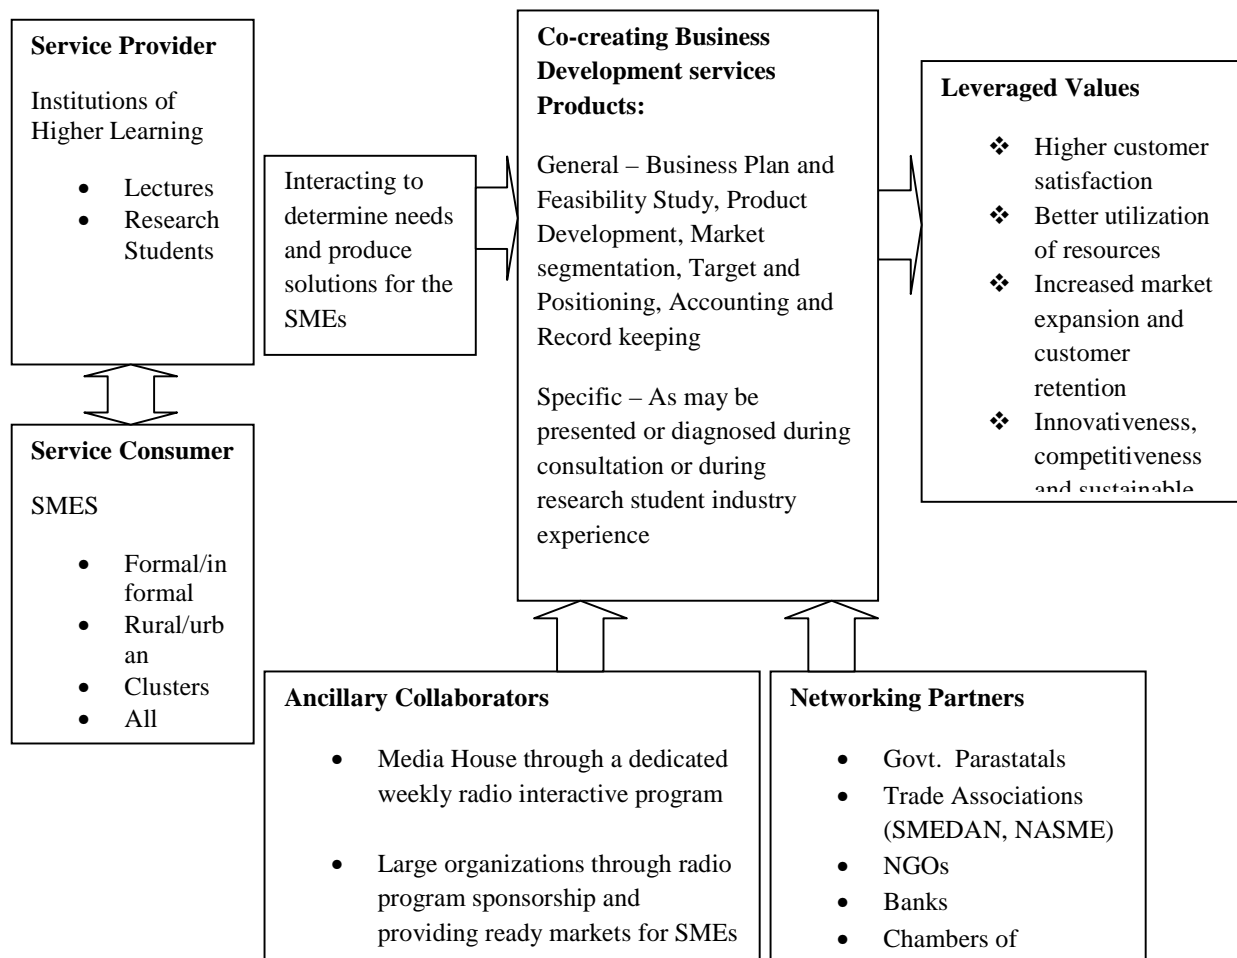 Service Provider
Institutions of
Higher Learning
• Lectures
• Research
Students
Service Consumer
SMES
• Formal/in
formal
• Rural/urb
an
• Clusters
• All
Interacting to
determine needs
and produce
solutions for the
SMEs
Co-creating Business
Development services
Products:
General – Business Plan and
Feasibility Study, Product
Development, Market
segmentation, Target and
Positioning, Accounting and
Record keeping
Specific – As may be
presented or diagnosed during
consultation or during
research student industry
experience
Leveraged Values
❖ Higher customer
satisfaction
❖ Better utilization
of resources
❖ Increased market
expansion and
customer
retention
❖ Innovativeness,
competitiveness
and sustainable
Ancillary Collaborators
• Media House through a dedicated
weekly radio interactive program
• Large organizations through radio
program sponsorship and
providing ready markets for SMEs
Networking Partners
• Govt. Parastatals
• Trade Associations
(SMEDAN, NASME)
• NGOs
• Banks
• Chambers of